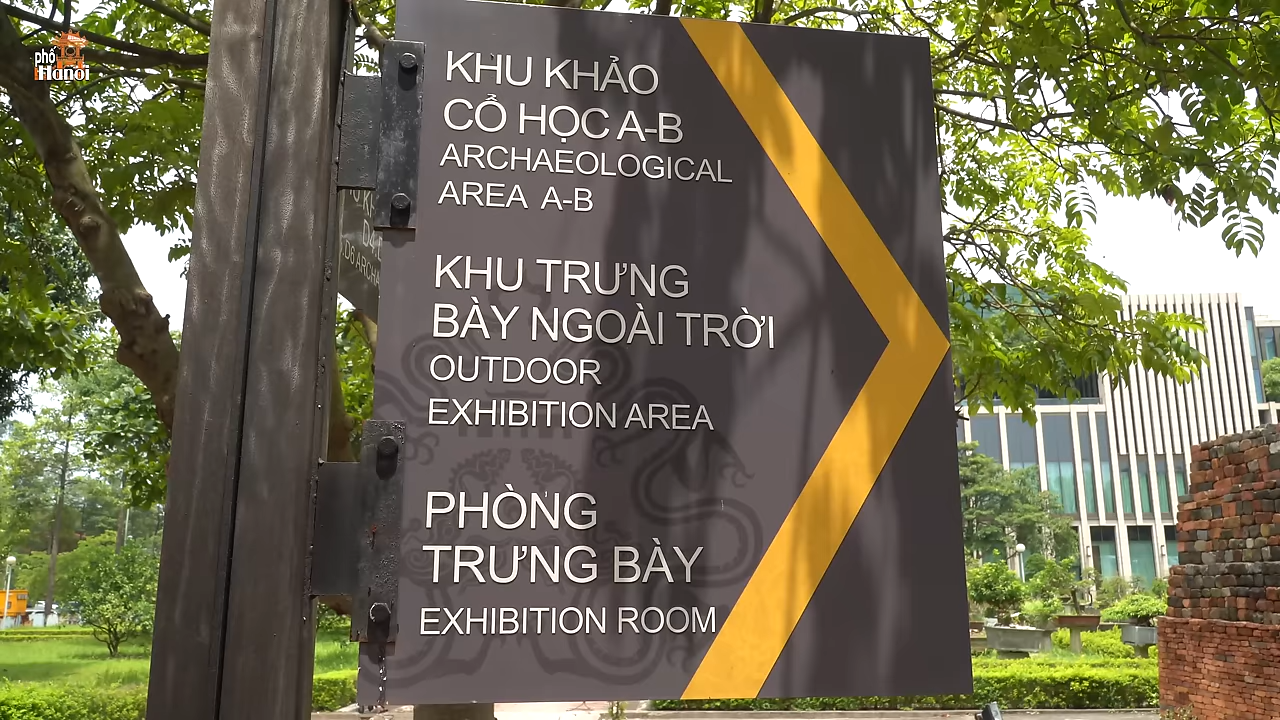 phố
Hanoi
KHU KHẢO
CỔ HỌC A-B
ARCHAEOLOGICAL
AREA A-B
KHU TRƯNG
BÀY NGOÀI TRỜI
OUTDOOR
EXHIBITION AREA
PHÒNG
TRƯNG BÀY
EXHIBITION ROOM